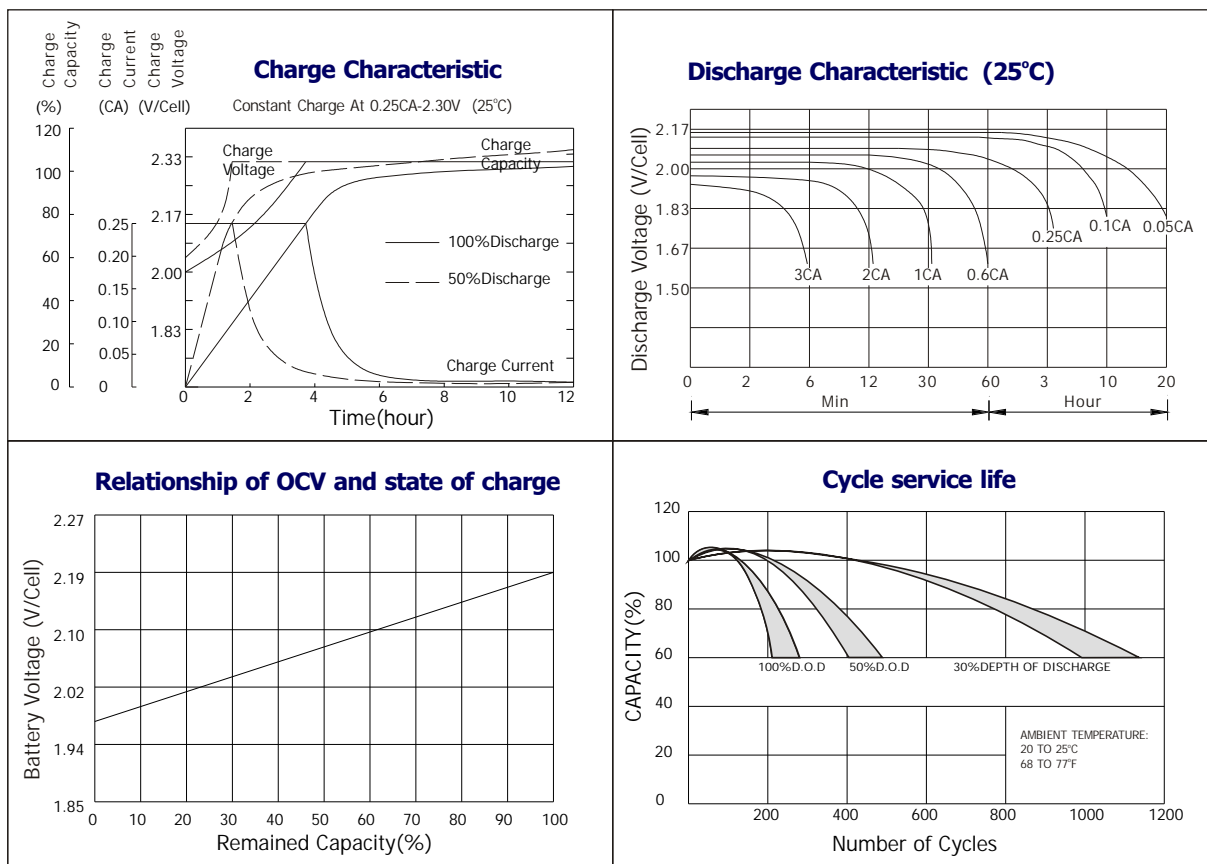 Charge Capacity
Charge Current
Charge Voltage
Charge Characteristic
(%)
(CA)
(V/Cell)
Constant Charge At 0.25CA-2.30V (25°C)
120
100
80
60
40
20
0
0.25
0.20
0.15
0.10
0.05
0
2.33
2.17
2.00
1.83
Charge
Voltage
Charge
Capacity
100%Discharge
50%Discharge
Charge Current
0 2 4 6 8 10 12
Time(hour)
Discharge Characteristic (25°C)
Discharge Voltage (V/Cell)
2.17
2.00
1.83
1.67
1.50
3CA
2CA
1CA
0.6CA
0.25CA
0.1CA
0.05CA
0 2 6 12 30 60 3 10 20
Min
Hour
Relationship of OCV and state of charge
Battery Voltage (V/Cell)
2.27
2.19
2.10
2.02
1.94
1.85
0 10 20 30 40 50 60 70 80 90 100
Remained Capacity(%)
Cycle service life
CAPACITY(%)
120
100
80
60
40
20
0
100%D.O.D
50%D.O.D
30%DEPTH OF DISCHARGE
AMBIENT TEMPERATURE:
20 TO 25°C
68 TO 77°F
200 400 600 800 1000 1200
Number of Cycles